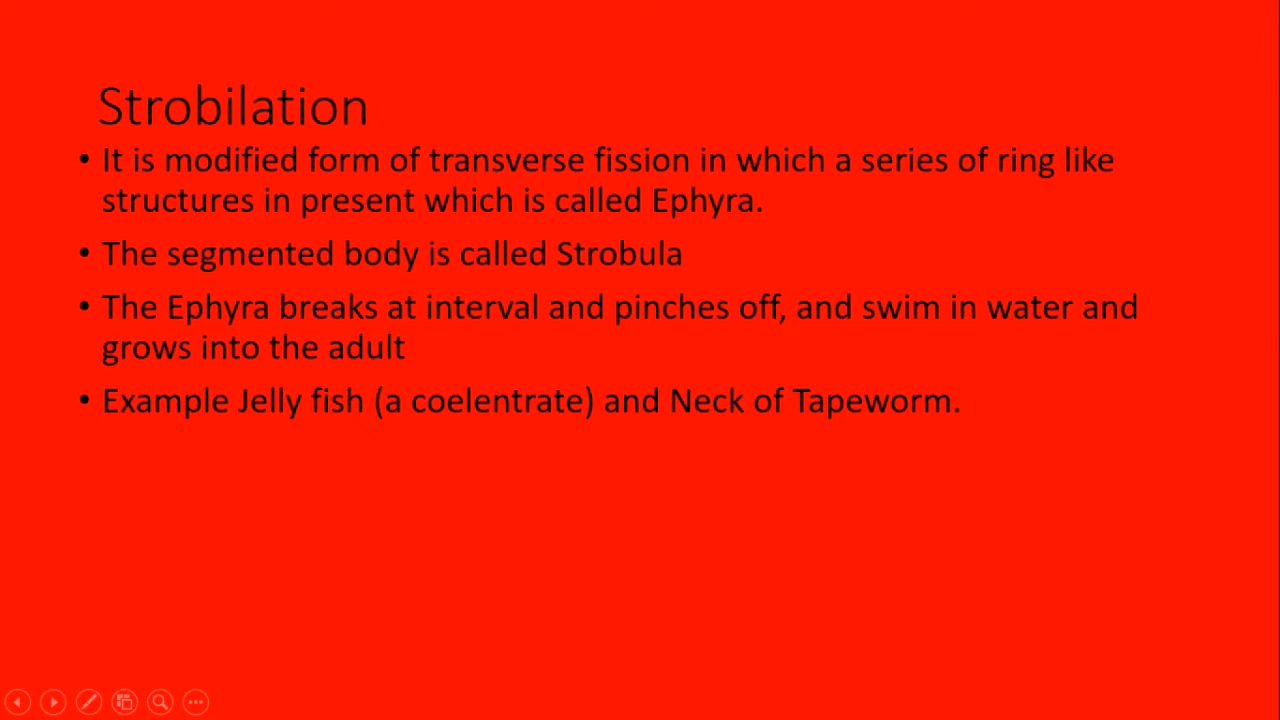 Strobilation
• It is modified form of transverse fission in which a series of ring like
structures in present which is called Ephyra.
• The segmented body is called Strobula
• The Ephyra breaks at interval and pinches off, and swim in water and
grows into the adult
• Example Jelly fish (a coelentrate) and Neck of Tapeworm.